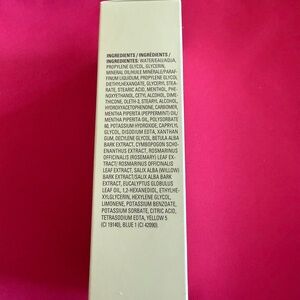 INGREDIENTS / INGRÉDIENTS /
INGREDIENTES: WATER/EAU/AQUA,
PROPYLENE GLYCOL, GLYCERIN,
MINERAL OIL/HUILE MINÉRALE/PARAF-
FINUM LIQUIDUM, PROPYLENE GLYCOL
DIETHYLHEXANOATE, GLYCERYL STEA-
RATE, STEARIC ACID, MENTHOL, PHE-
NOXYETHANOL, CETYL ALCOHOL, DIME-
THICONE, OLETH-3, STEARYL ALCOHOL,
HYDROXYACETOPHENONE, CARBOMER,
MENTHA PIPERITA (PEPPERMINT) OIL/
MENTHA PIPERITA OIL, POLYSORBATE
60, POTASSIUM HYDROXIDE, CAPRYLYL
GLYCOL, DISODIUM EDTA, XANTHAN
GUM, DECYLENE GLYCOL, BETULA ALBA
BARK EXTRACT, CYMBOPOGON SCHO-
ENANTHUS EXTRACT, ROSMARINUS
OFFICINALIS (ROSEMARY) LEAF EX-
TRACT/ROSMARINUS OFFICINALIS
LEAF EXTRACT, SALIX ALBA (WILLOW)
BARK EXTRACT/SALIX ALBA BARK
EXTRACT, EUCALYPTUS GLOBULUS
LEAF OIL, 1,2-HEXANEDIOL, ETHYLHE-
XYLGLYCERIN, HEXYLENE GLYCOL,
LIMONENE, POTASSIUM BENZOATE,
POTASSIUM SORBATE, CITRIC ACID,
TETRASODIUM EDTA, YELLOW 5
(CI 19140), BLUE 1 (CI 42090).